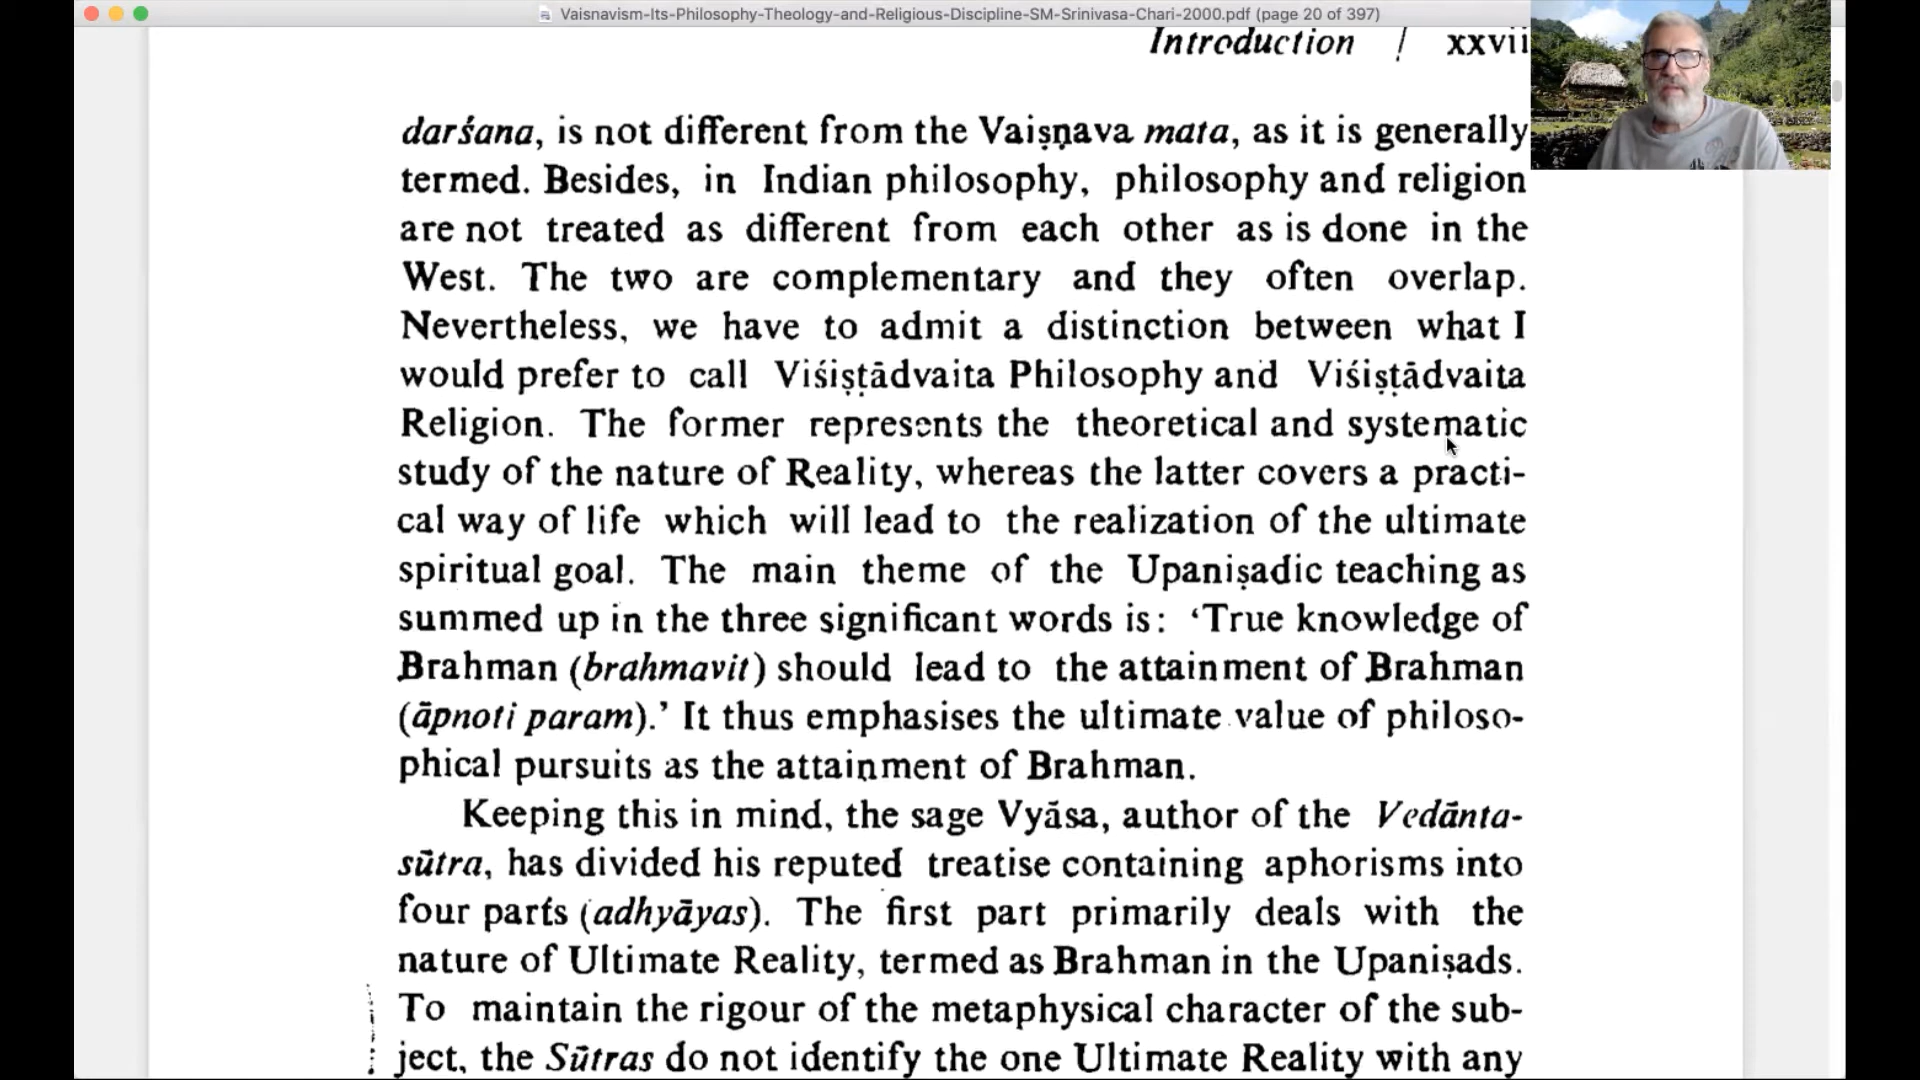 Vaisnavism-Its-Philosophy-Theology-and-Religious-Discipline-SM-Srinivasa-Chari-2000.pdf (page 20 of 397)
Introduction / xxvii
darśana, is not different from the Vaiṣṇava mata, as it is generally
termed. Besides, in Indian philosophy, philosophy and religion
are not treated as different from each other as is done in the
West. The two are complementary and they often overlap.
Nevertheless, we have to admit a distinction between what I
would prefer to call Viśiṣṭādvaita Philosophy and Viśiṣṭādvaita
Religion. The former represents the theoretical and systematic
study of the nature of Reality, whereas the latter covers a practi-
cal way of life which will lead to the realization of the ultimate
spiritual goal. The main theme of the Upaniṣadic teaching as
summed up in the three significant words is: ‘True knowledge of
Brahman (brahmavit) should lead to the attainment of Brahman
(āpnoti param).’ It thus emphasises the ultimate value of philoso-
phical pursuits as the attainment of Brahman.
Keeping this in mind, the sage Vyāsa, author of the Vedānta-
sūtra, has divided his reputed treatise containing aphorisms into
four parts (adhyāyas). The first part primarily deals with the
nature of Ultimate Reality, termed as Brahman in the Upaniṣads.
To maintain the rigour of the metaphysical character of the sub-
ject, the Sūtras do not identify the one Ultimate Reality with any